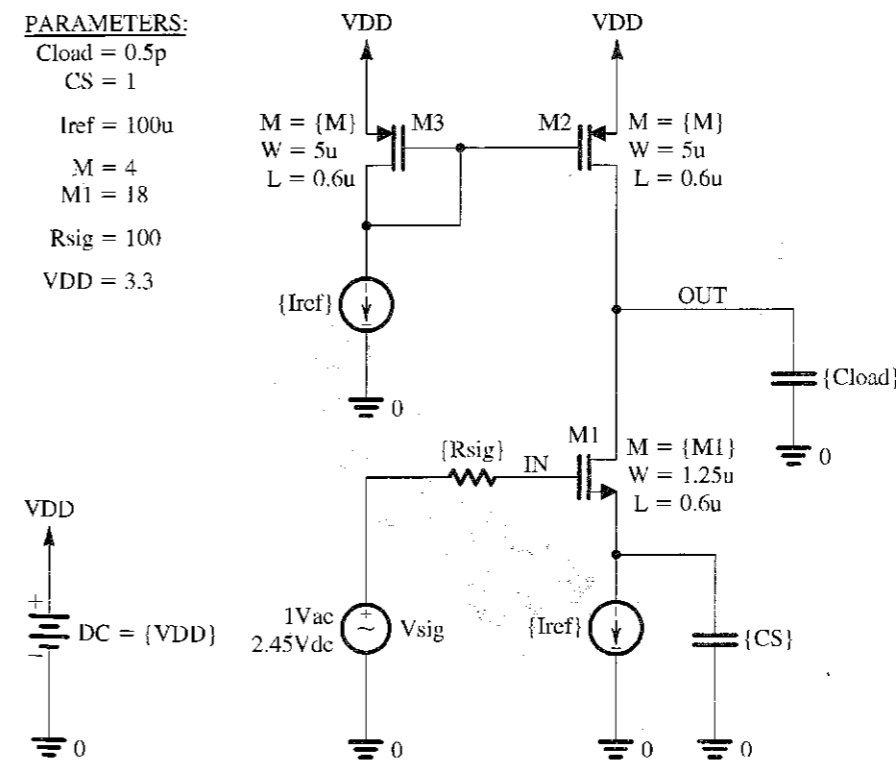 PARAMETERS:
Cload = 0.5p
CS = 1
Iref = 100u
M = 4
M1 = 18
Rsig = 100
VDD = 3.3
VDD
VDD
M = {M}
W = 5u
L = 0.6u
M3
M2
M = {M}
W = 5u
L = 0.6u
{Iref}
0
OUT
{Cload}
0
{Rsig}
IN
M1
M = {M1}
W = 1.25u
L = 0.6u
VDD
+
−
DC = {VDD}
0
1Vac
2.45Vdc
+
~
−
Vsig
0
{Iref}
0
{CS}
0